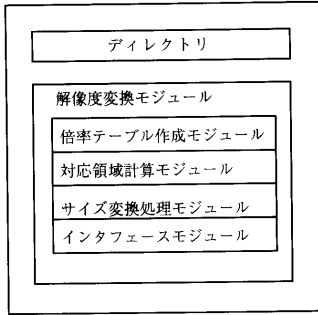 ディレクトリ
解像度変換モジュール
倍率テーブル作成モジュール
対応領域計算モジュール
サイズ変換処理モジュール
インタフェースモジュール